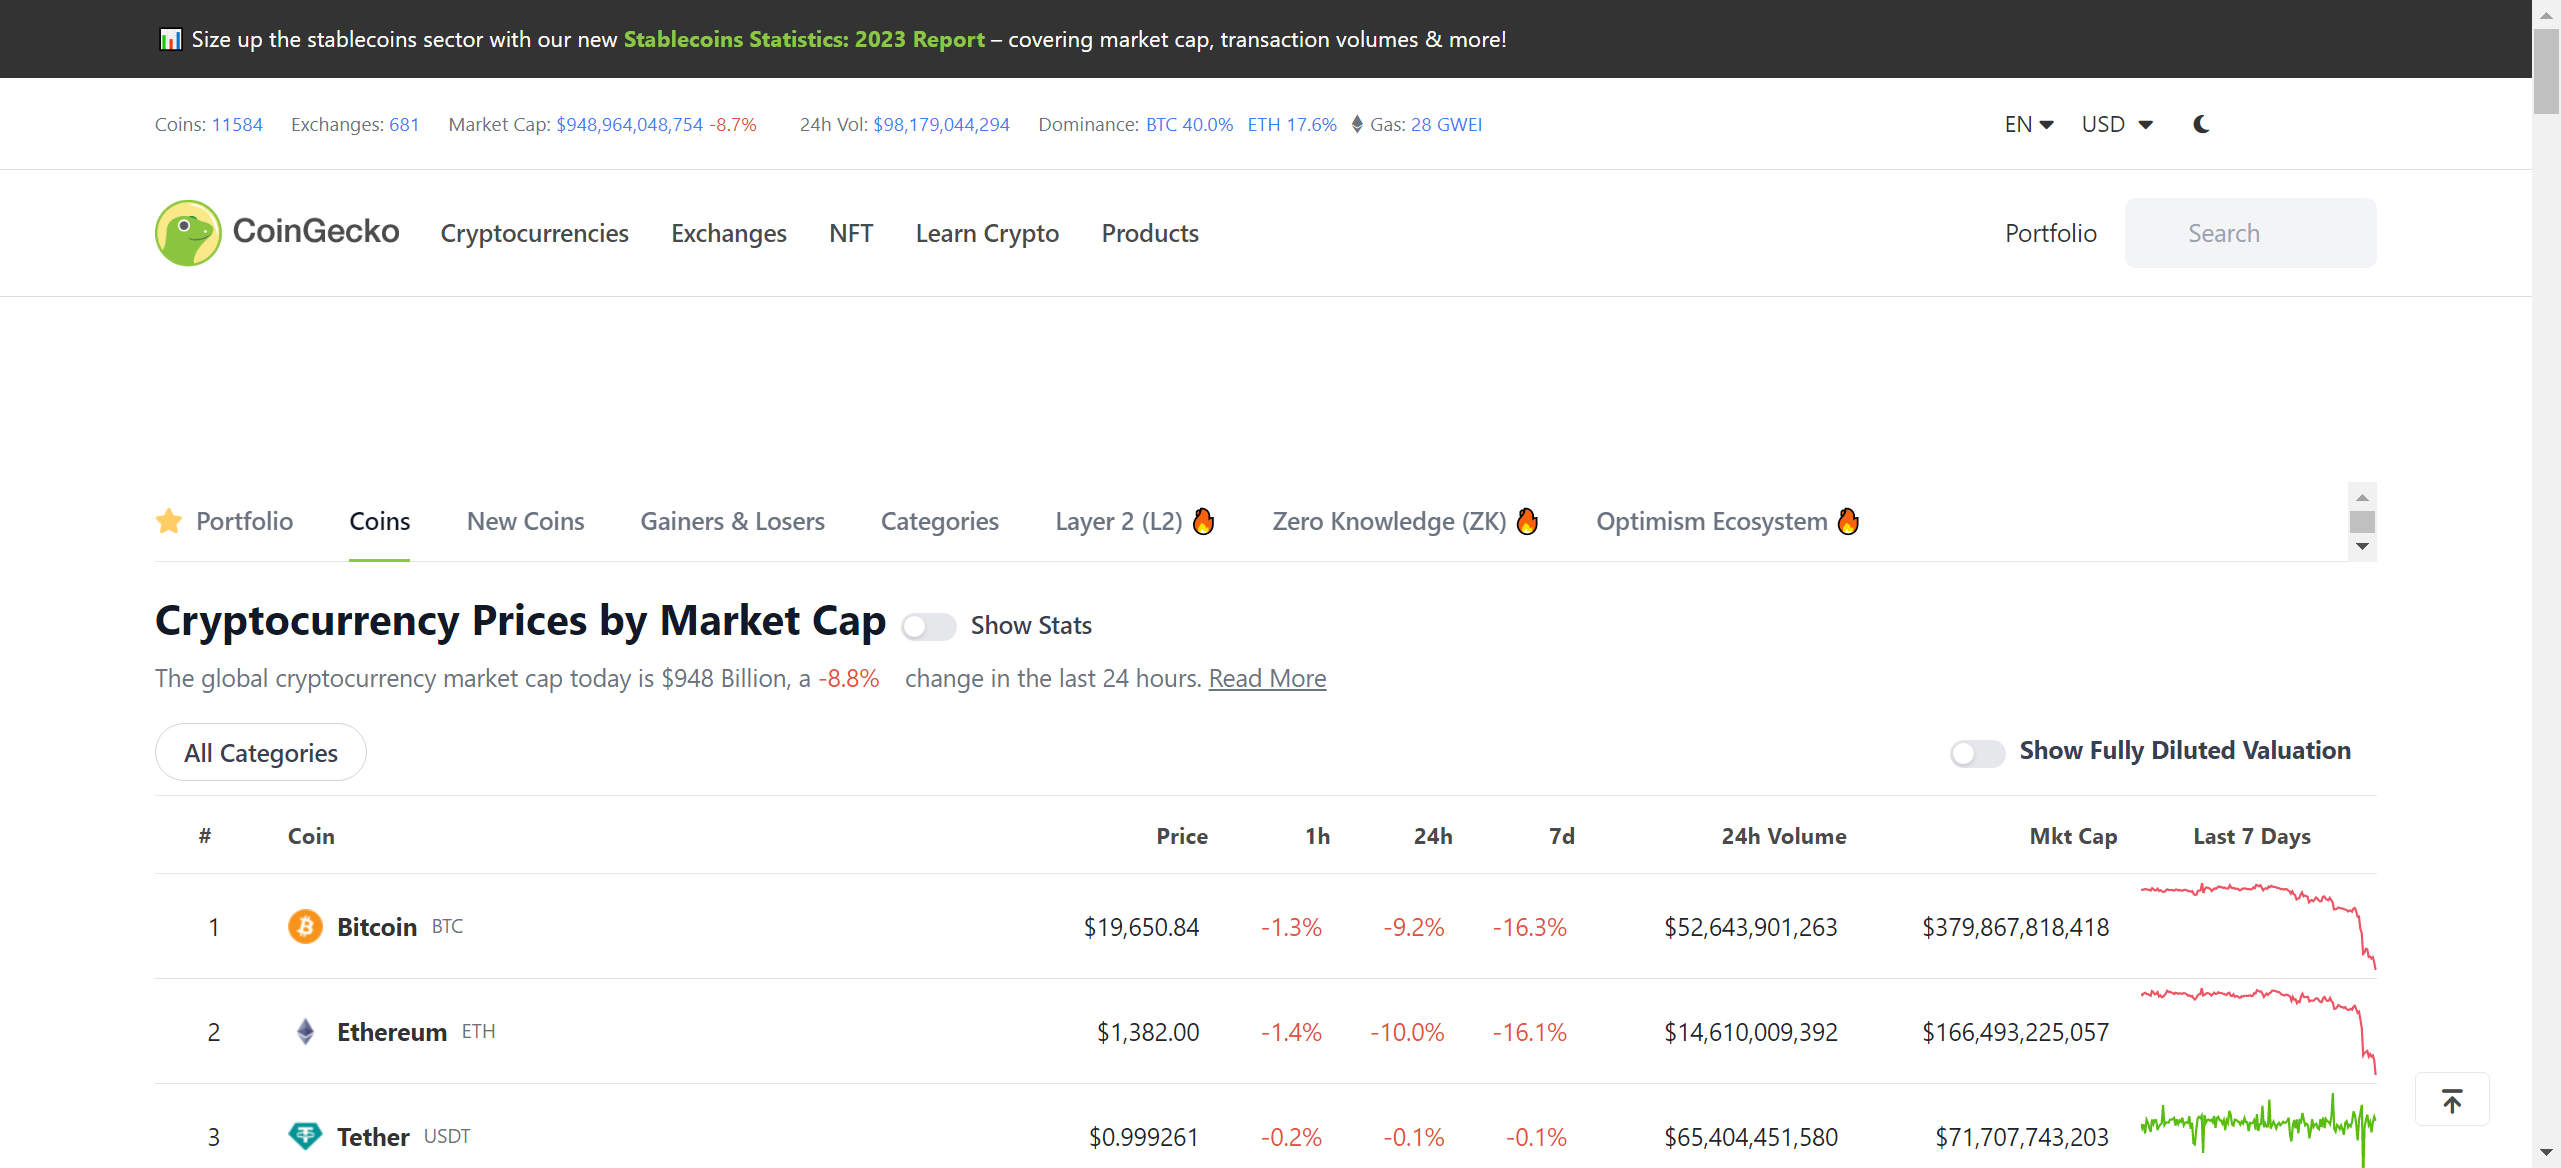 Size up the stablecoins sector with our new Stablecoins Statistics: 2023 Report – covering market cap, transaction volumes & more!
Coins: 11584 Exchanges: 681 Market Cap: $948,964,048,754 -8.7% 24h Vol: $98,179,044,294 Dominance: BTC 40.0% ETH 17.6% Gas: 28 GWEI EN USD
CoinGecko Cryptocurrencies Exchanges NFT Learn Crypto Products Portfolio Search
Portfolio Coins New Coins Gainers & Losers Categories Layer 2 (L2) 🔥 Zero Knowledge (ZK) 🔥 Optimism Ecosystem 🔥
Cryptocurrency Prices by Market Cap Show Stats
The global cryptocurrency market cap today is $948 Billion, a -8.8% change in the last 24 hours. Read More
All Categories Show Fully Diluted Valuation
# Coin Price 1h 24h 7d 24h Volume Mkt Cap Last 7 Days
1 Bitcoin BTC $19,650.84 -1.3% -9.2% -16.3% $52,643,901,263 $379,867,818,418
2 Ethereum ETH $1,382.00 -1.4% -10.0% -16.1% $14,610,009,392 $166,493,225,057
3 Tether USDT $0.999261 -0.2% -0.1% -0.1% $65,404,451,580 $71,707,743,203